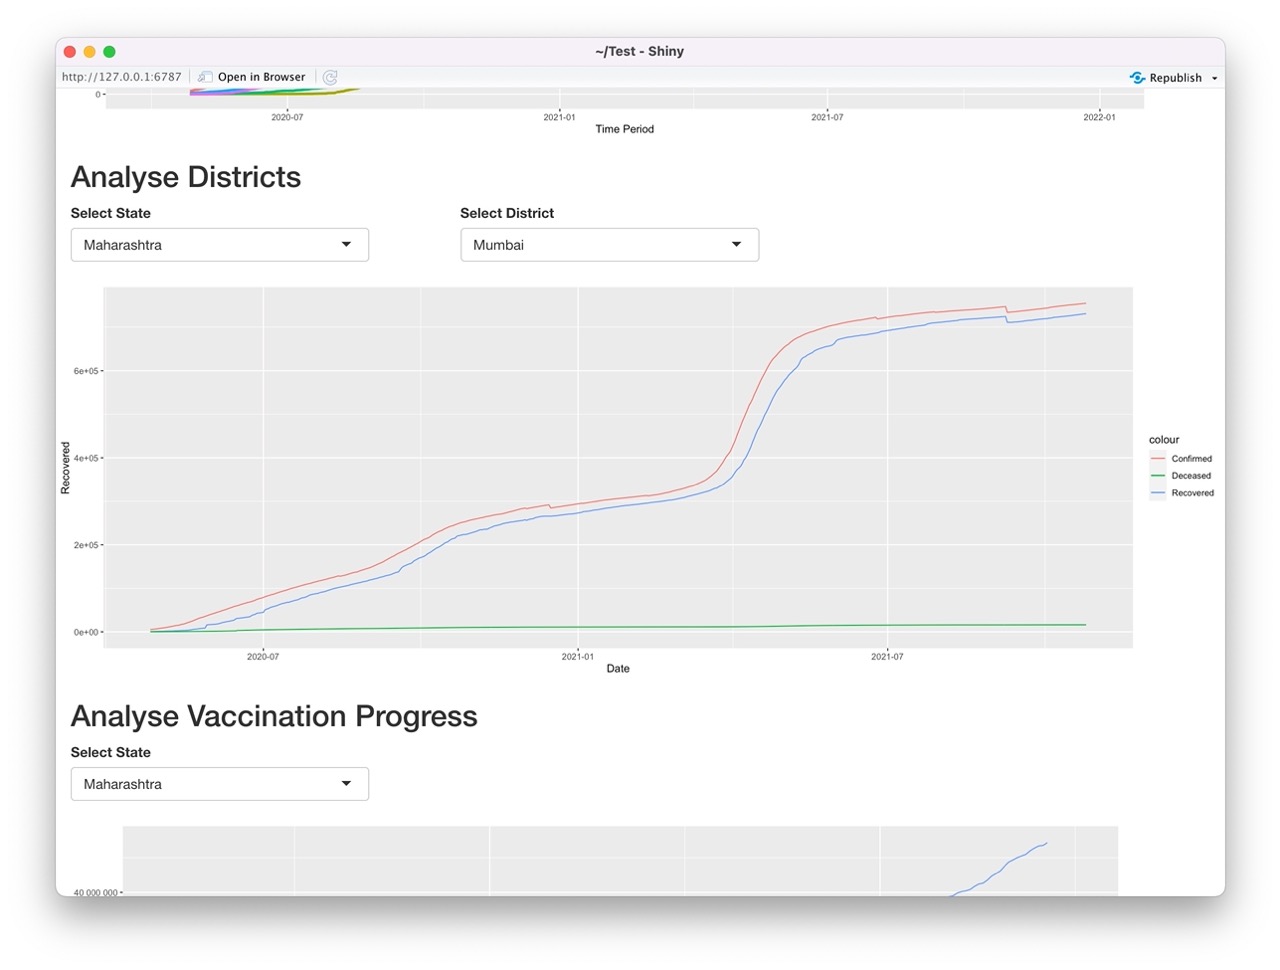 ~/Test - Shiny
http://127.0.0.1:6787 Open in Browser Republish
0
2020-07 2021-01 2021-07 2022-01
Time Period
Analyse Districts
Select State Select District
Maharashtra Mumbai
6e+05
4e+05
2e+05
0e+00
Recovered
2020-07 2021-01 2021-07
Date
colour
Confirmed
Deceased
Recovered
Analyse Vaccination Progress
Select State
Maharashtra
40 000 000